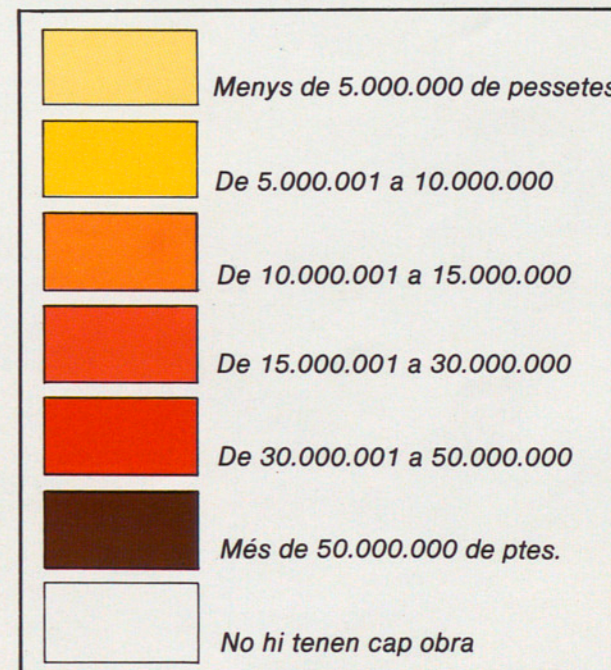 Menys de 5.000.000 de pessetes
De 5.000.001 a 10.000.000
De 10.000.001 a 15.000.000
De 15.000.001 a 30.000.000
De 30.000.001 a 50.000.000
Més de 50.000.000 de ptes.
No hi tenen cap obra